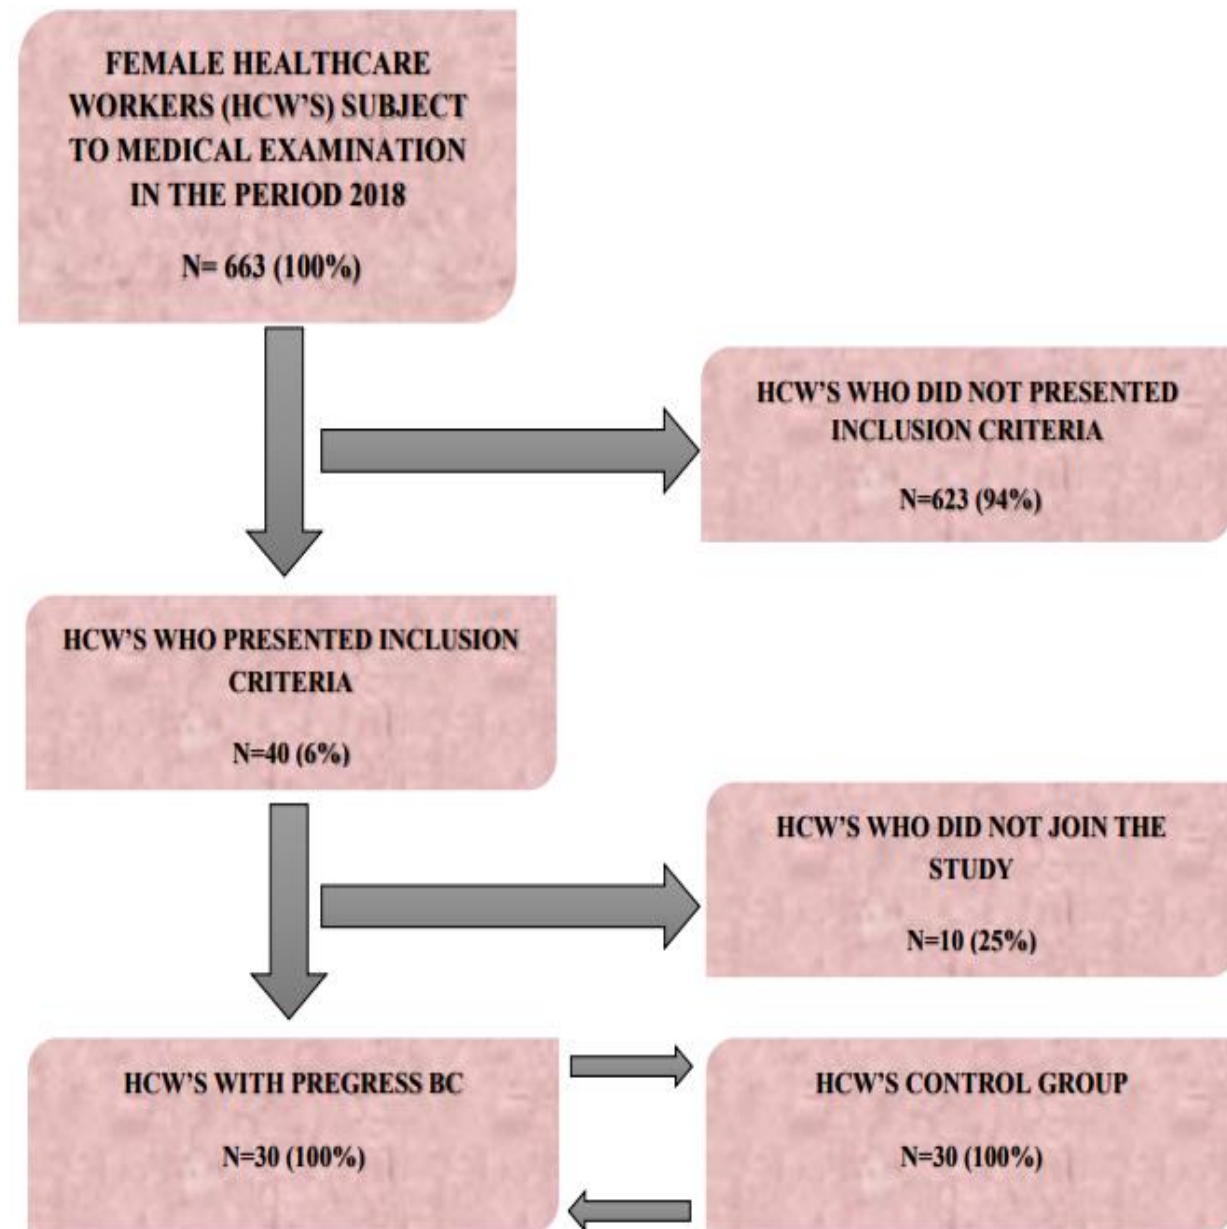 FEMALE HEALTHCARE
WORKERS (HCW'S) SUBJECT
TO MEDICAL EXAMINATION
IN THE PERIOD 2018
N= 663 (100%)
HCW'S WHO DID NOT PRESENTED
INCLUSION CRITERIA
N=623 (94%)
HCW'S WHO PRESENTED INCLUSION
CRITERIA
N=40 (6%)
HCW'S WHO DID NOT JOIN THE
STUDY
N=10 (25%)
HCW'S WITH PREGRESS BC
N=30 (100%)
HCW'S CONTROL GROUP
N=30 (100%)